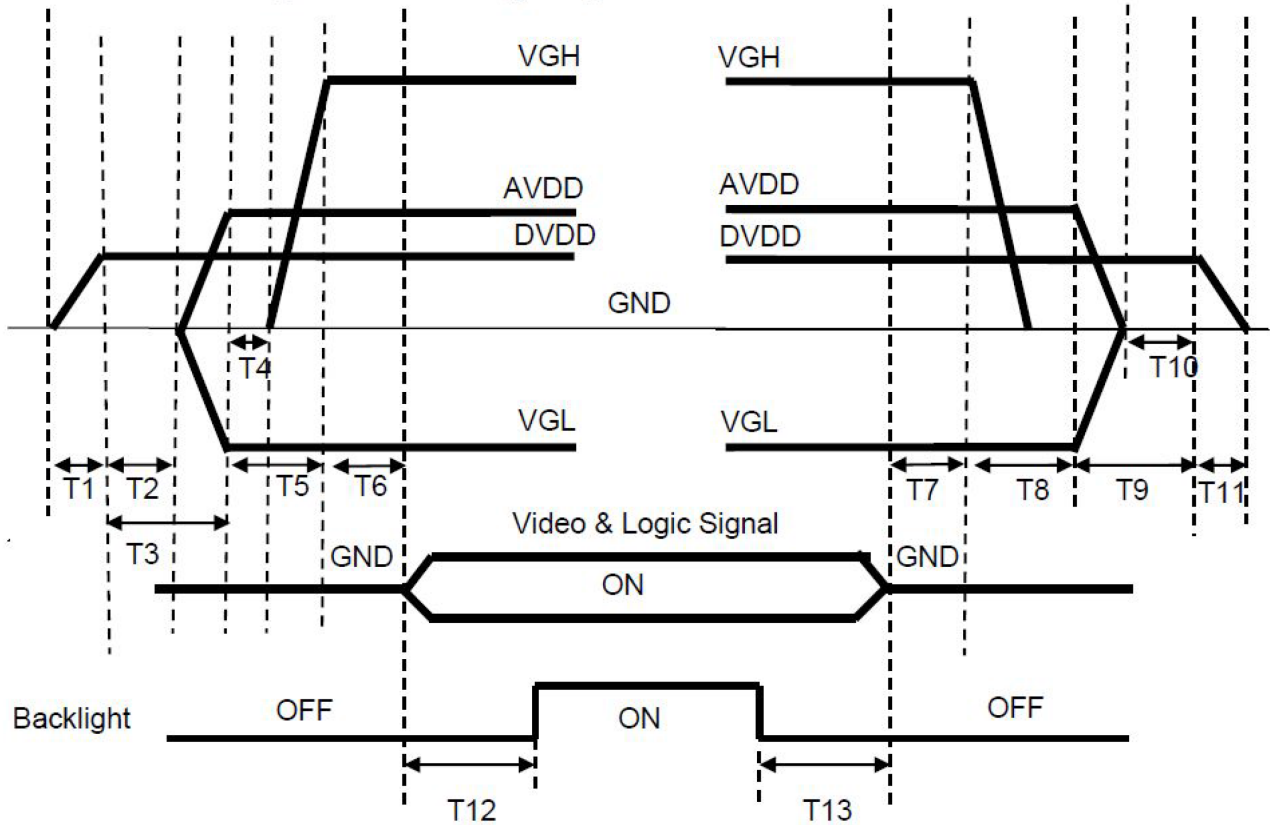 VGH VGH
AVDD AVDD
DVDD DVDD
GND
T4 T10
VGL VGL
T1 T2 T5 T6 T7 T8 T9 T11
Video & Logic Signal
T3
GND GND
ON
Backlight OFF ON OFF
T12 T13